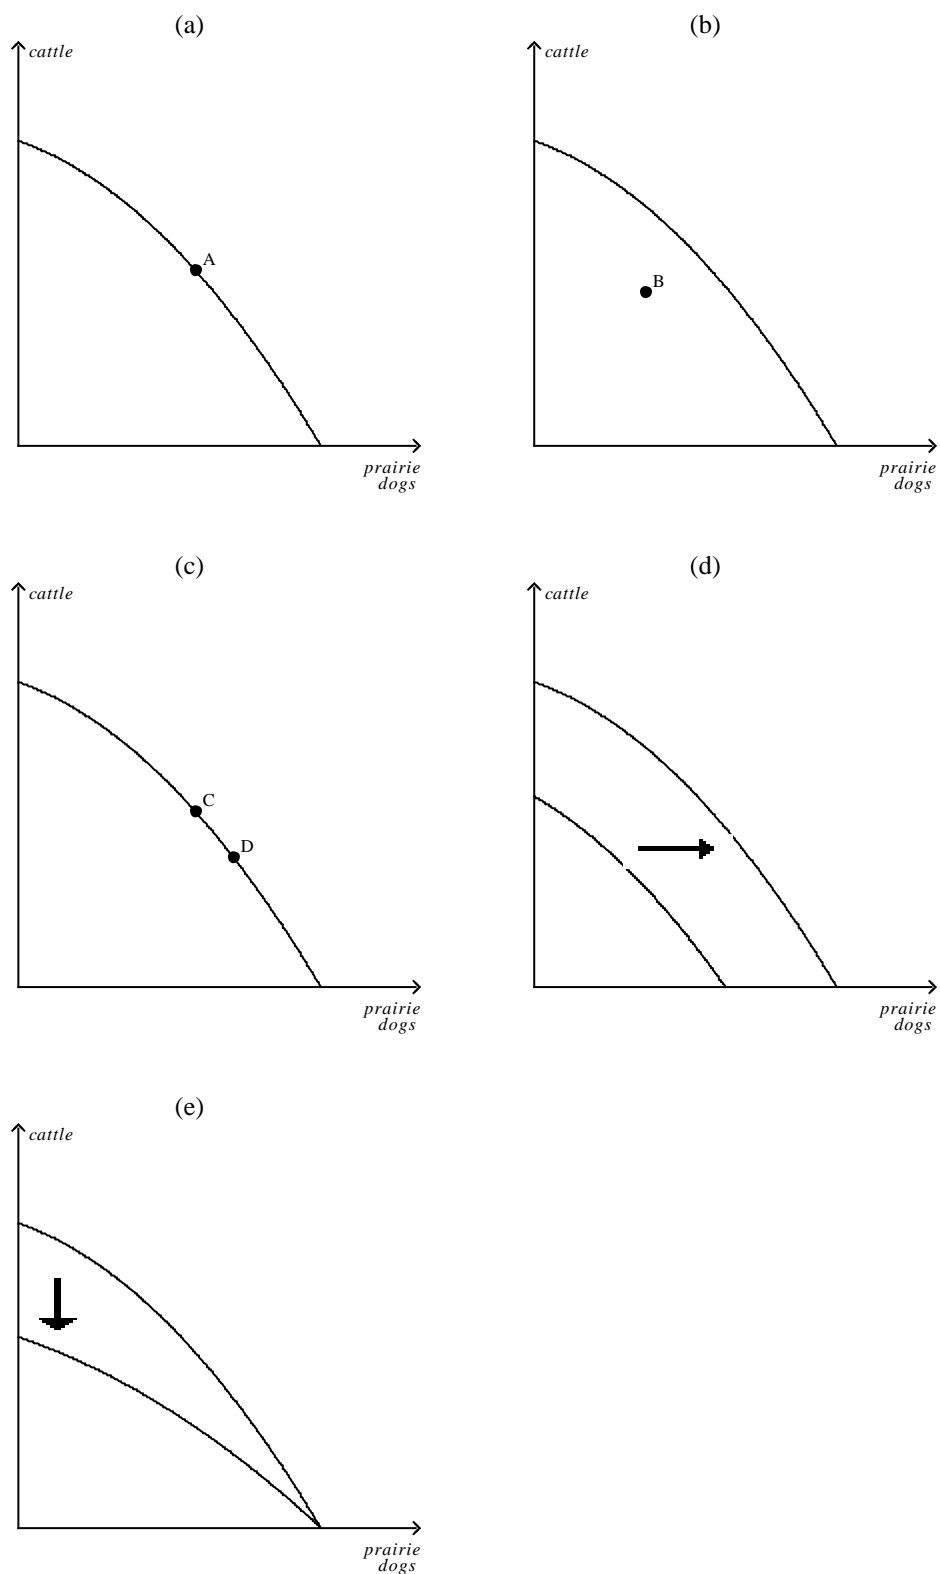 (a)
cattle
A
prairie
dogs
(b)
cattle
B
prairie
dogs
(c)
cattle
C
D
prairie
dogs
(d)
cattle
prairie
dogs
(e)
cattle
prairie
dogs